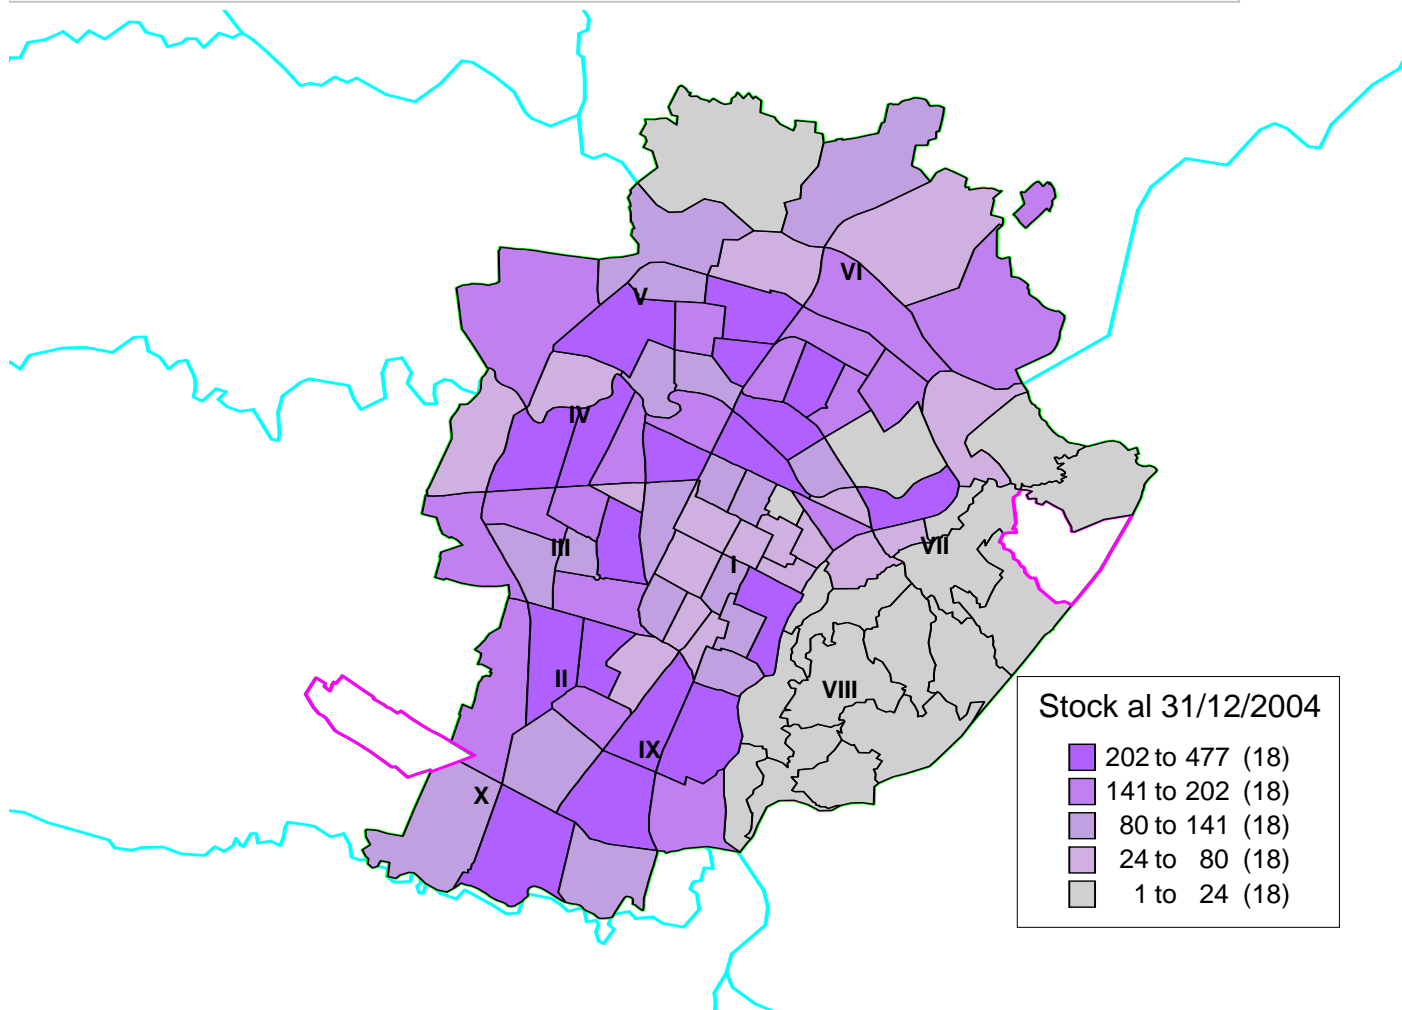 VI
V
IV
III
VII
I
II
VIII
IX
X
Stock al 31/12/2004
202 to 477 (18)
141 to 202 (18)
80 to 141 (18)
24 to 80 (18)
1 to 24 (18)